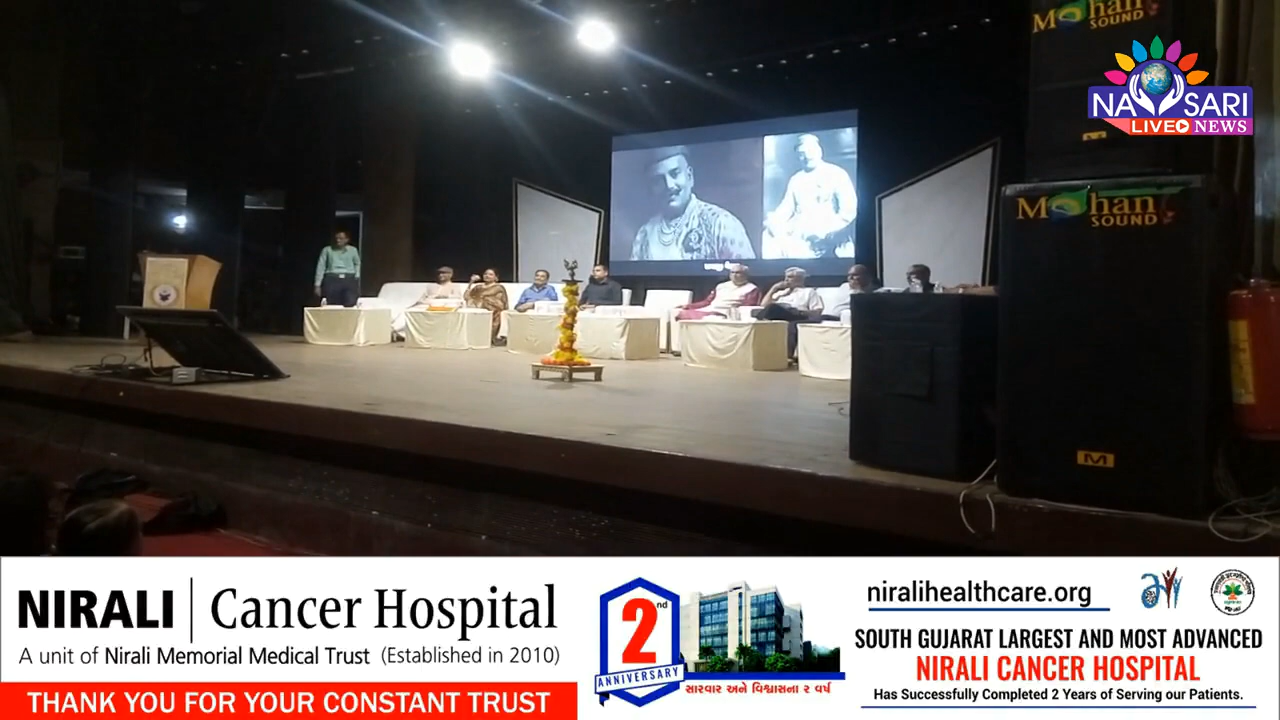 Mohan
SOUND
NAVSARI
LIVE NEWS
Mohan
SOUND
M
NIRALI Cancer Hospital
A unit of Nirali Memorial Medical Trust (Established in 2010)
THANK YOU FOR YOUR CONSTANT TRUST
2nd
ANNIVERSARY
સારવાર અને વિશ્વાસના ૨ વર્ષ
niralihealthcare.org
SOUTH GUJARAT LARGEST AND MOST ADVANCED
NIRALI CANCER HOSPITAL
Has Successfully Completed 2 Years of Serving our Patients.